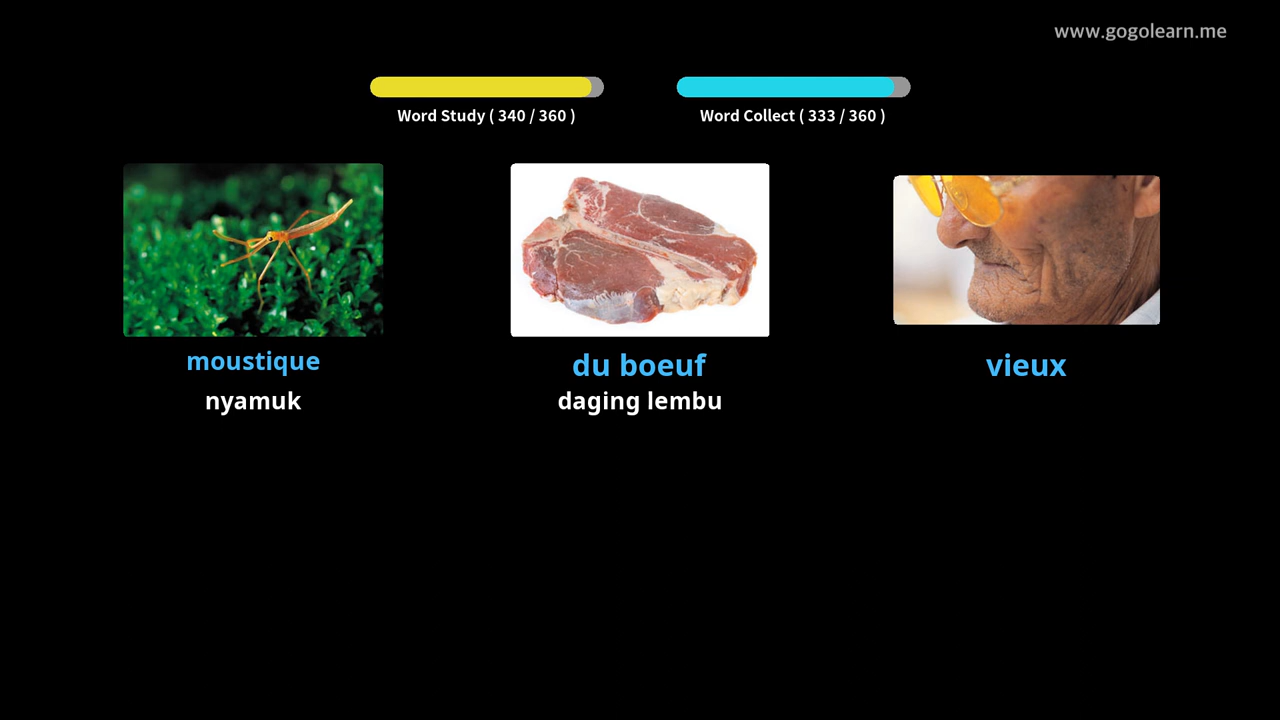 www.gogolearn.me
Word Study ( 340 / 360 )
Word Collect ( 333 / 360 )
moustique
du boeuf
vieux
nyamuk
daging lembu